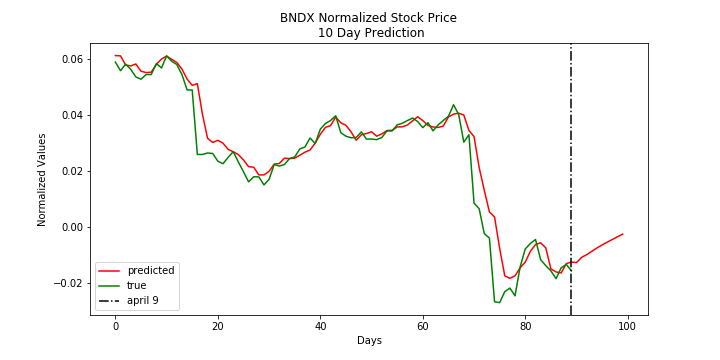 BNDX Normalized Stock Price
10 Day Prediction
0.06
0.04
0.02
0.00
−0.02
Normalized Values
predicted
true
april 9
0
20
40
60
80
100
Days